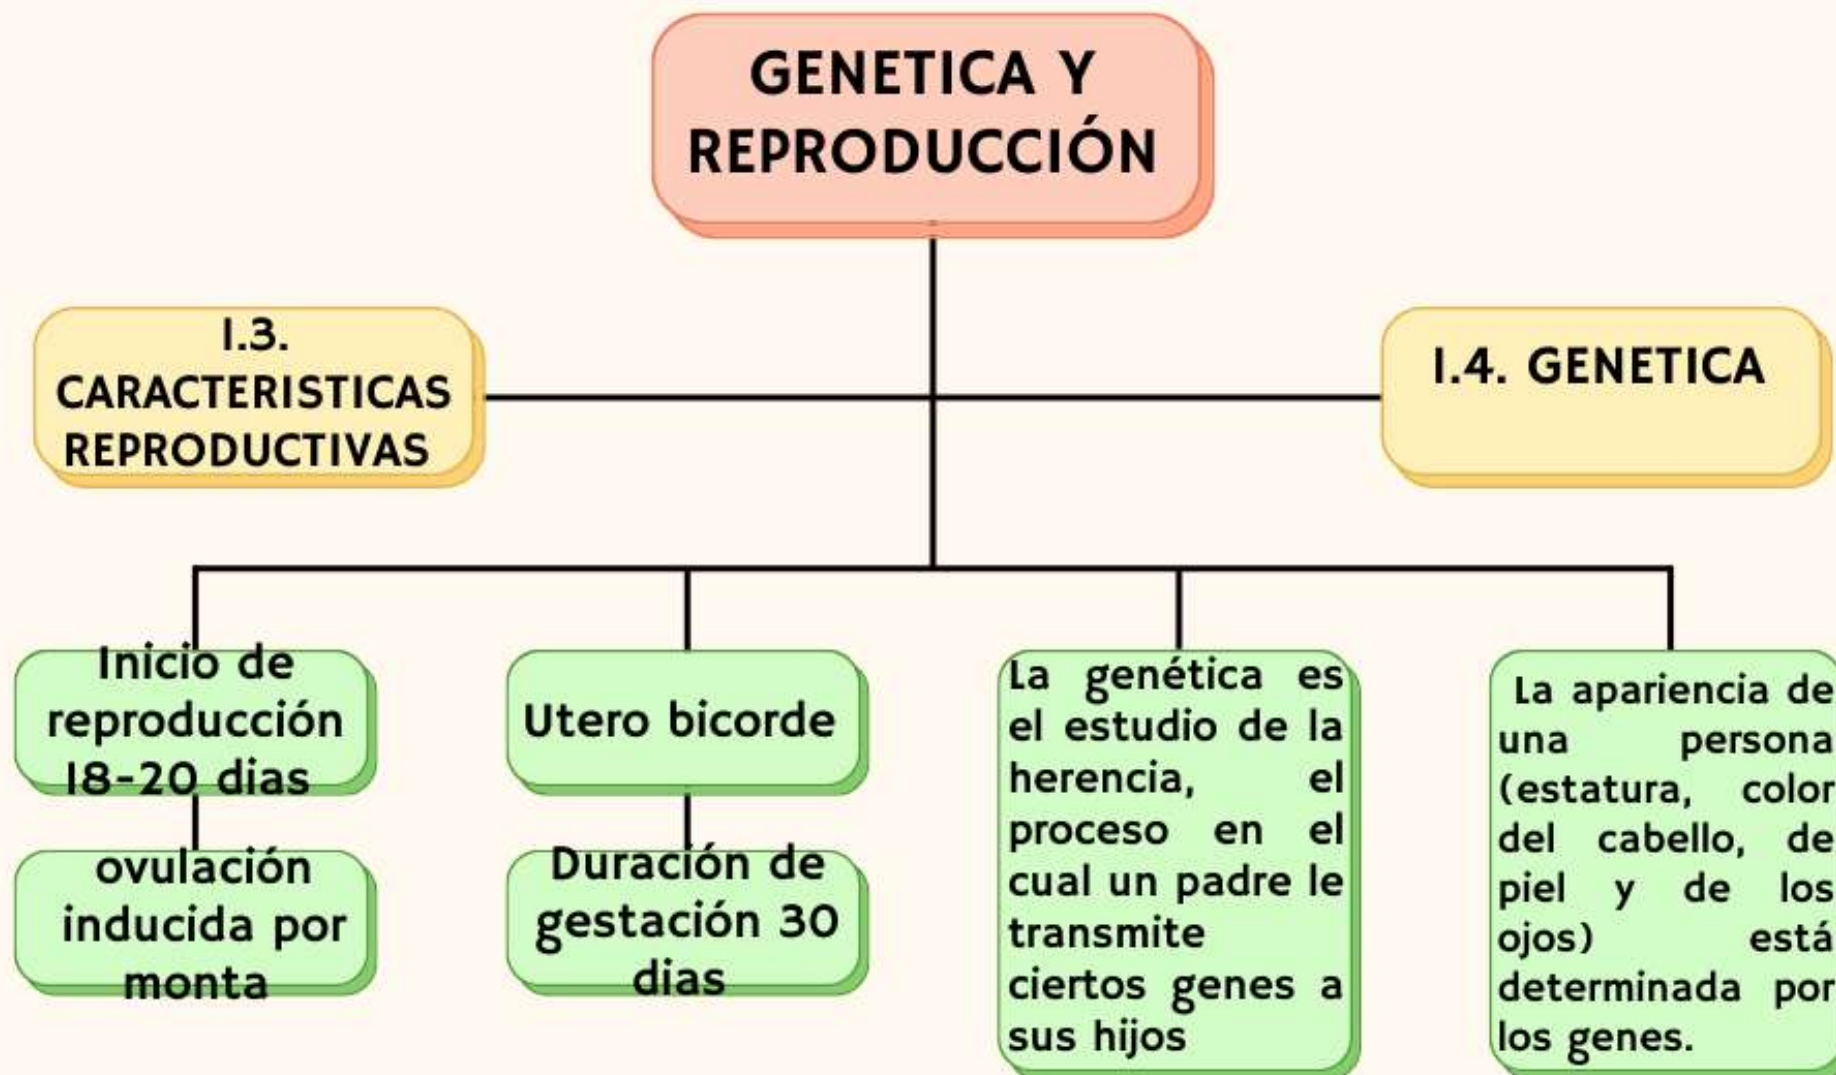 GENETICA Y
REPRODUCCIÓN
1.3.
CARACTERISTICAS
REPRODUCTIVAS
1.4. GENETICA
Inicio de
reproducción
18-20 dias
ovulación
inducida por
monta
Utero bicorde
Duración de
gestación 30
dias
La genética es
el estudio de la
herencia, el
proceso en el
cual un padre le
transmite
ciertos genes a
sus hijos
La apariencia de
una persona
(estatura, color
del cabello, de
piel y de los
ojos) está
determinada por
los genes.